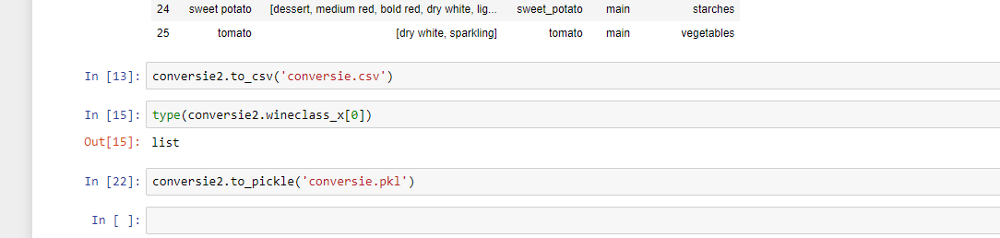 24 sweet potato [dessert, medium red, bold red, dry white, lig... sweet_potato main starches
25 tomato [dry white, sparkling] tomato main vegetables
In [13]: conversie2.to_csv('conversie.csv')
In [15]: type(conversie2.wineclass_x[0])
Out[15]: list
In [22]: conversie2.to_pickle('conversie.pkl')
In [ ]: